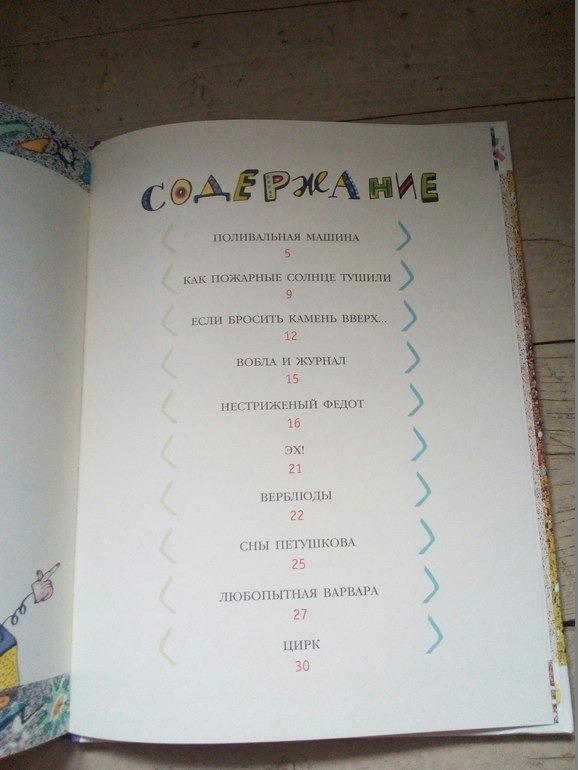 СОДЕРЖАНИЕ
ПОЛИВАЛЬНАЯ МАШИНА
5
КАК ПОЖАРНЫЕ СОЛНЦЕ ТУШИЛИ
9
ЕСЛИ БРОСИТЬ КАМЕНЬ ВВЕРХ...
12
ВОБЛА И ЖУРНАЛ
15
НЕСТРИЖЕНЫЙ ФЕДОТ
16
ЭХ!
21
ВЕРБЛЮДЫ
22
СНЫ ПЕТУШКОВА
25
ЛЮБОПЫТНАЯ ВАРВАРА
27
ЦИРК
30